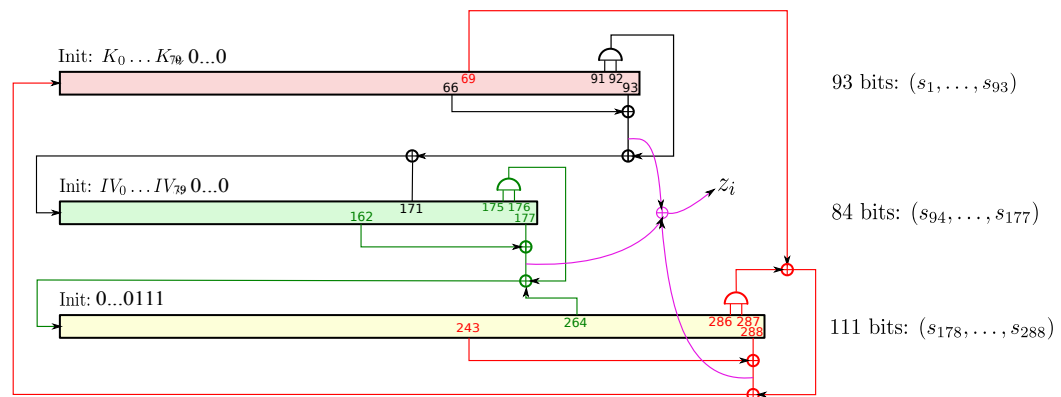 Init: K₀ … K₇₉ 0...0
69
91 92
66
93
93 bits: (s₁, …, s₉₃)
Init: IV₀ … IV₇₉ 0...0
171
175 176
162
177
zᵢ
84 bits: (s₉₄, …, s₁₇₇)
Init: 0...0111
243
264
286 287
288
111 bits: (s₁₇₈, …, s₂₈₈)